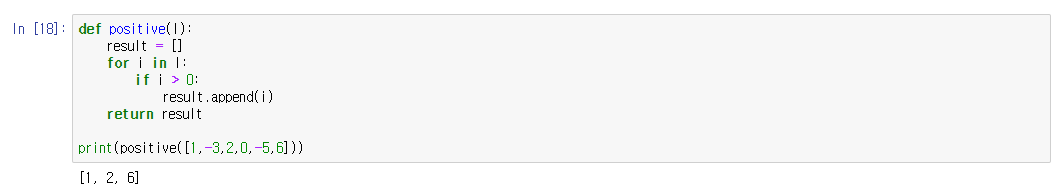 In [18]: def positive(l):
    result = []
    for i in l:
        if i > 0:
            result.append(i)
    return result
print(positive([1,-3,2,0,-5,6]))
[1, 2, 6]